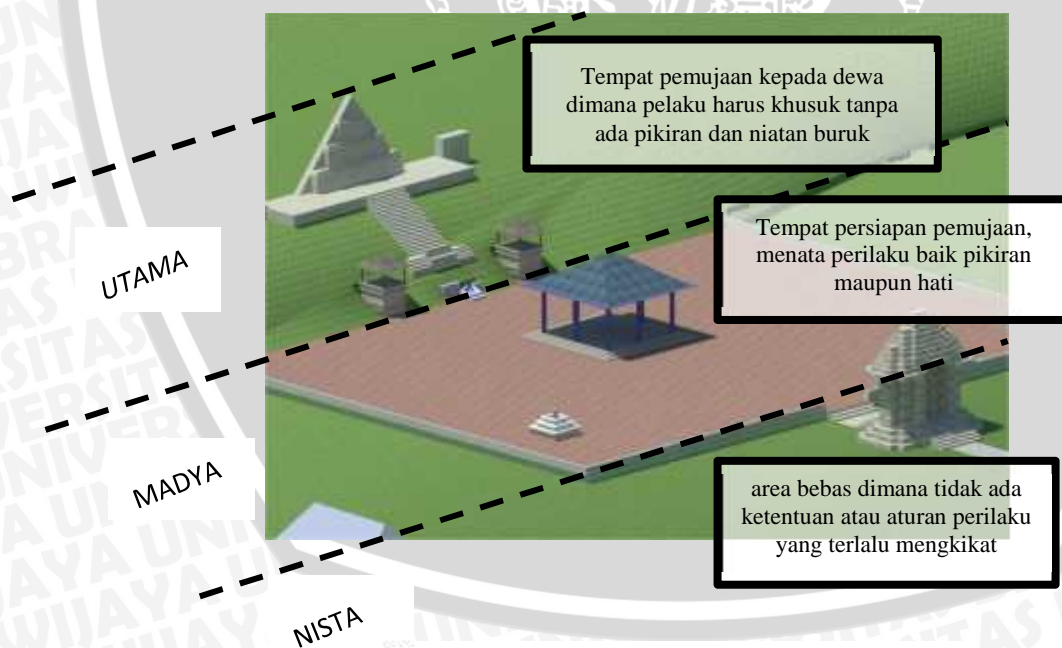 Tempat pemujaan kepada dewa
dimana pelaku harus khusuk tanpa
ada pikiran dan niatan buruk
UTAMA
Tempat persiapan pemujaan,
menata perilaku baik pikiran
maupun hati
MADYA
area bebas dimana tidak ada
ketentuan atau aturan perilaku
yang terlalu mengkikat
NISTA